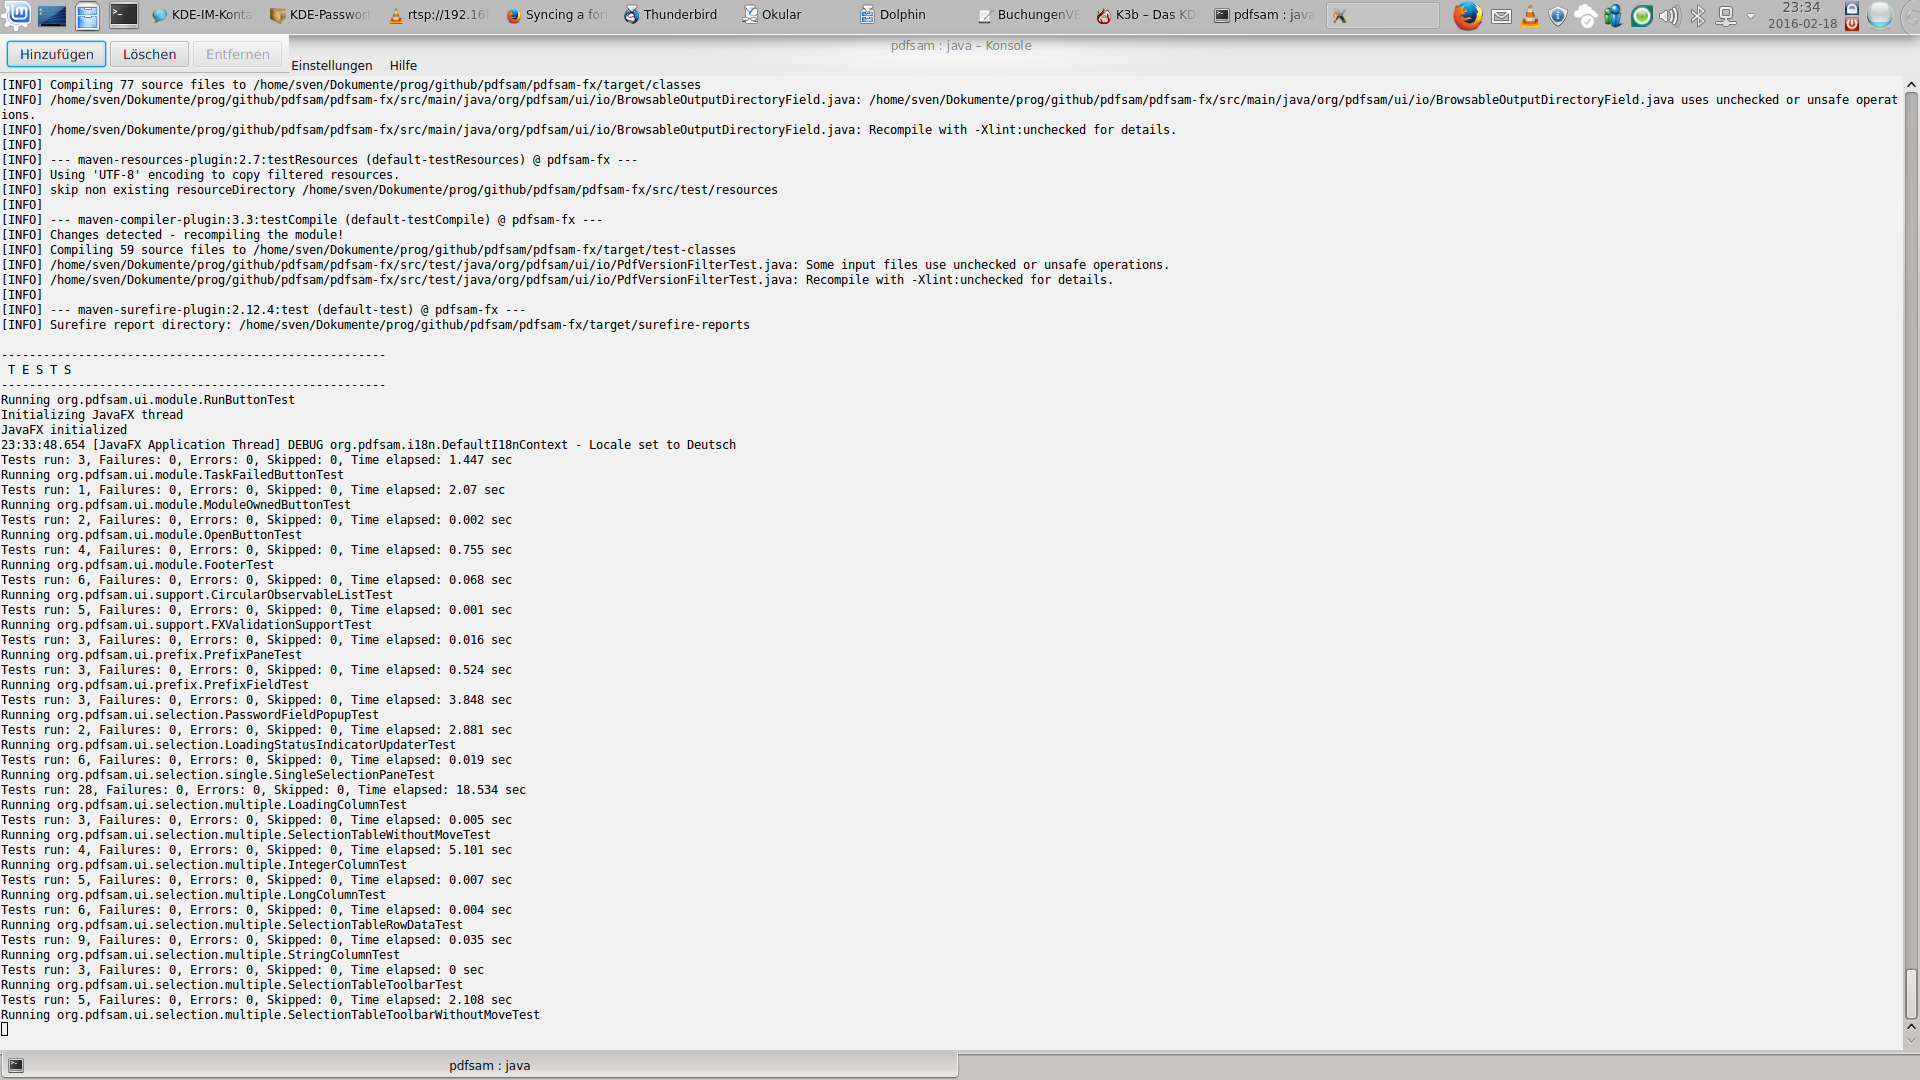 KDE-IM-Konta
KDE-Passwor
rtsp://192.16
Syncing a for
Thunderbird
Okular
Dolphin
BuchungenVB
K3b – Das KD
pdfsam : java
23:34
2016-02-18
Hinzufügen
Löschen
Entfernen
pdfsam : java – Konsole
Einstellungen
Hilfe
[INFO] Compiling 77 source files to /home/sven/Dokumente/prog/github/pdfsam/pdfsam-fx/target/classes
[INFO] /home/sven/Dokumente/prog/github/pdfsam/pdfsam-fx/src/main/java/org/pdfsam/ui/io/BrowsableOutputDirectoryField.java: /home/sven/Dokumente/prog/github/pdfsam/pdfsam-fx/src/main/java/org/pdfsam/ui/io/BrowsableOutputDirectoryField.java uses unchecked or unsafe operat
ions.
[INFO] /home/sven/Dokumente/prog/github/pdfsam/pdfsam-fx/src/main/java/org/pdfsam/ui/io/BrowsableOutputDirectoryField.java: Recompile with -Xlint:unchecked for details.
[INFO]
[INFO] --- maven-resources-plugin:2.7:testResources (default-testResources) @ pdfsam-fx ---
[INFO] Using 'UTF-8' encoding to copy filtered resources.
[INFO] skip non existing resourceDirectory /home/sven/Dokumente/prog/github/pdfsam/pdfsam-fx/src/test/resources
[INFO]
[INFO] --- maven-compiler-plugin:3.3:testCompile (default-testCompile) @ pdfsam-fx ---
[INFO] Changes detected - recompiling the module!
[INFO] Compiling 59 source files to /home/sven/Dokumente/prog/github/pdfsam/pdfsam-fx/target/test-classes
[INFO] /home/sven/Dokumente/prog/github/pdfsam/pdfsam-fx/src/test/java/org/pdfsam/ui/io/PdfVersionFilterTest.java: Some input files use unchecked or unsafe operations.
[INFO] /home/sven/Dokumente/prog/github/pdfsam/pdfsam-fx/src/test/java/org/pdfsam/ui/io/PdfVersionFilterTest.java: Recompile with -Xlint:unchecked for details.
[INFO]
[INFO] --- maven-surefire-plugin:2.12.4:test (default-test) @ pdfsam-fx ---
[INFO] Surefire report directory: /home/sven/Dokumente/prog/github/pdfsam/pdfsam-fx/target/surefire-reports
-------------------------------------------------------
T E S T S
-------------------------------------------------------
Running org.pdfsam.ui.module.RunButtonTest
Initializing JavaFX thread
JavaFX initialized
23:33:48.654 [JavaFX Application Thread] DEBUG org.pdfsam.i18n.DefaultI18nContext - Locale set to Deutsch
Tests run: 3, Failures: 0, Errors: 0, Skipped: 0, Time elapsed: 1.447 sec
Running org.pdfsam.ui.module.TaskFailedButtonTest
Tests run: 1, Failures: 0, Errors: 0, Skipped: 0, Time elapsed: 2.07 sec
Running org.pdfsam.ui.module.ModuleOwnedButtonTest
Tests run: 2, Failures: 0, Errors: 0, Skipped: 0, Time elapsed: 0.002 sec
Running org.pdfsam.ui.module.OpenButtonTest
Tests run: 4, Failures: 0, Errors: 0, Skipped: 0, Time elapsed: 0.755 sec
Running org.pdfsam.ui.module.FooterTest
Tests run: 6, Failures: 0, Errors: 0, Skipped: 0, Time elapsed: 0.068 sec
Running org.pdfsam.ui.support.CircularObservableListTest
Tests run: 5, Failures: 0, Errors: 0, Skipped: 0, Time elapsed: 0.001 sec
Running org.pdfsam.ui.support.FXValidationSupportTest
Tests run: 3, Failures: 0, Errors: 0, Skipped: 0, Time elapsed: 0.016 sec
Running org.pdfsam.ui.prefix.PrefixPaneTest
Tests run: 3, Failures: 0, Errors: 0, Skipped: 0, Time elapsed: 0.524 sec
Running org.pdfsam.ui.prefix.PrefixFieldTest
Tests run: 3, Failures: 0, Errors: 0, Skipped: 0, Time elapsed: 3.848 sec
Running org.pdfsam.ui.selection.PasswordFieldPopupTest
Tests run: 2, Failures: 0, Errors: 0, Skipped: 0, Time elapsed: 2.881 sec
Running org.pdfsam.ui.selection.LoadingStatusIndicatorUpdaterTest
Tests run: 6, Failures: 0, Errors: 0, Skipped: 0, Time elapsed: 0.019 sec
Running org.pdfsam.ui.selection.single.SingleSelectionPaneTest
Tests run: 28, Failures: 0, Errors: 0, Skipped: 0, Time elapsed: 18.534 sec
Running org.pdfsam.ui.selection.multiple.LoadingColumnTest
Tests run: 3, Failures: 0, Errors: 0, Skipped: 0, Time elapsed: 0.005 sec
Running org.pdfsam.ui.selection.multiple.SelectionTableWithoutMoveTest
Tests run: 4, Failures: 0, Errors: 0, Skipped: 0, Time elapsed: 5.101 sec
Running org.pdfsam.ui.selection.multiple.IntegerColumnTest
Tests run: 5, Failures: 0, Errors: 0, Skipped: 0, Time elapsed: 0.007 sec
Running org.pdfsam.ui.selection.multiple.LongColumnTest
Tests run: 6, Failures: 0, Errors: 0, Skipped: 0, Time elapsed: 0.004 sec
Running org.pdfsam.ui.selection.multiple.SelectionTableRowDataTest
Tests run: 9, Failures: 0, Errors: 0, Skipped: 0, Time elapsed: 0.035 sec
Running org.pdfsam.ui.selection.multiple.StringColumnTest
Tests run: 3, Failures: 0, Errors: 0, Skipped: 0, Time elapsed: 0 sec
Running org.pdfsam.ui.selection.multiple.SelectionTableToolbarTest
Tests run: 5, Failures: 0, Errors: 0, Skipped: 0, Time elapsed: 2.108 sec
Running org.pdfsam.ui.selection.multiple.SelectionTableToolbarWithoutMoveTest
pdfsam : java